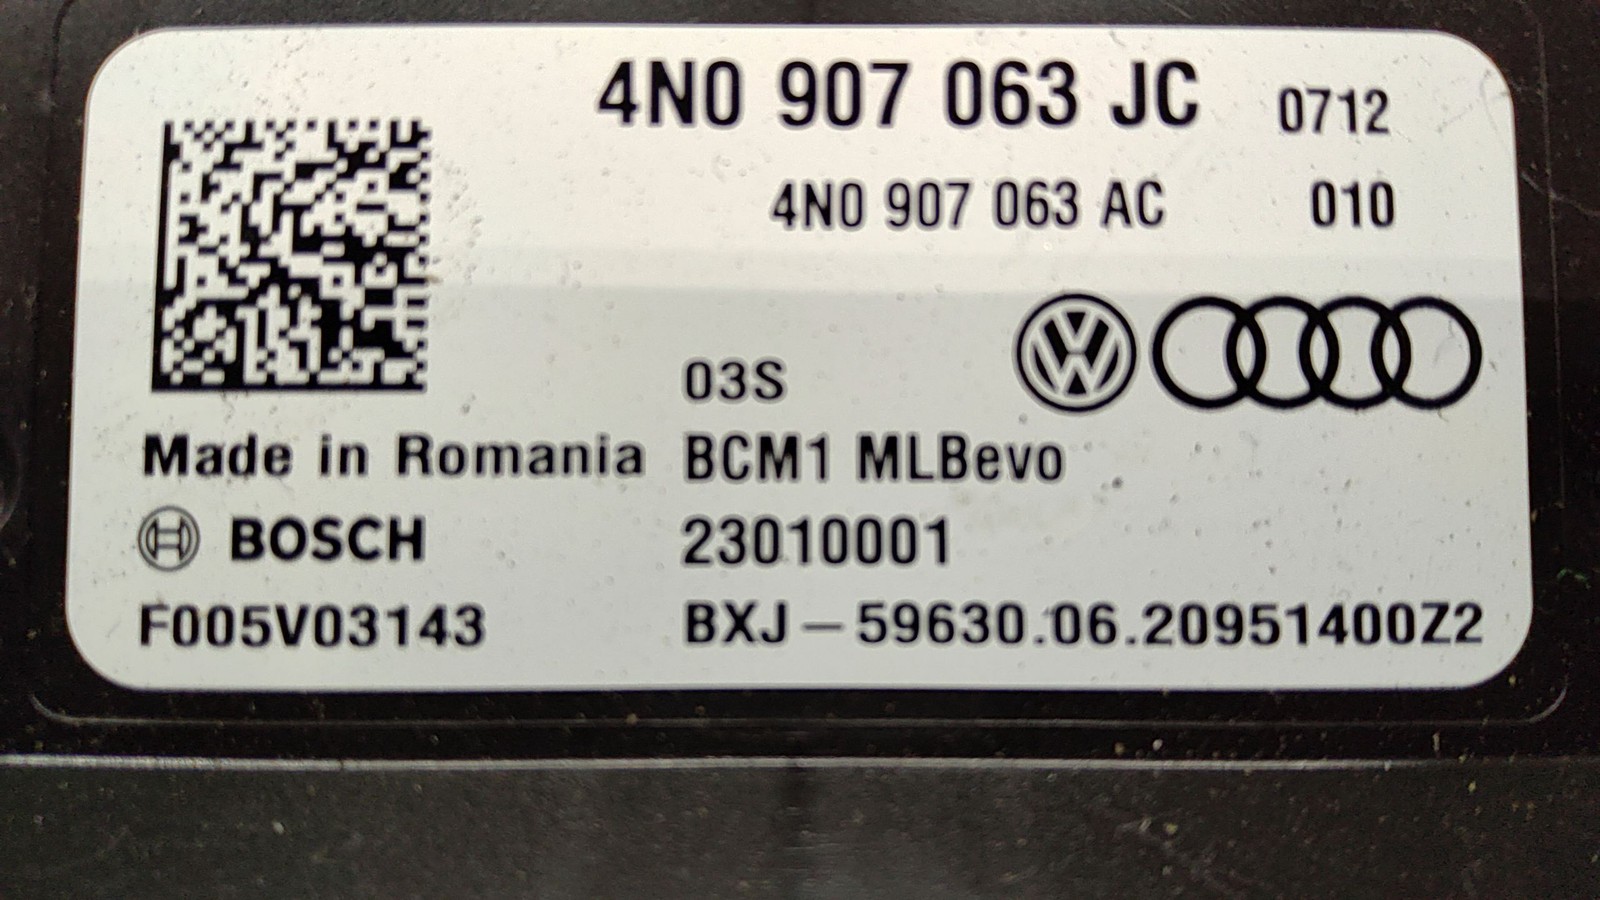 4N0 907 063 JC 0712
4N0 907 063 AC 010
03S
Made in Romania BCM1 MLBevo
BOSCH 23010001
F005V03143 BXJ-59630.06.20951400Z2